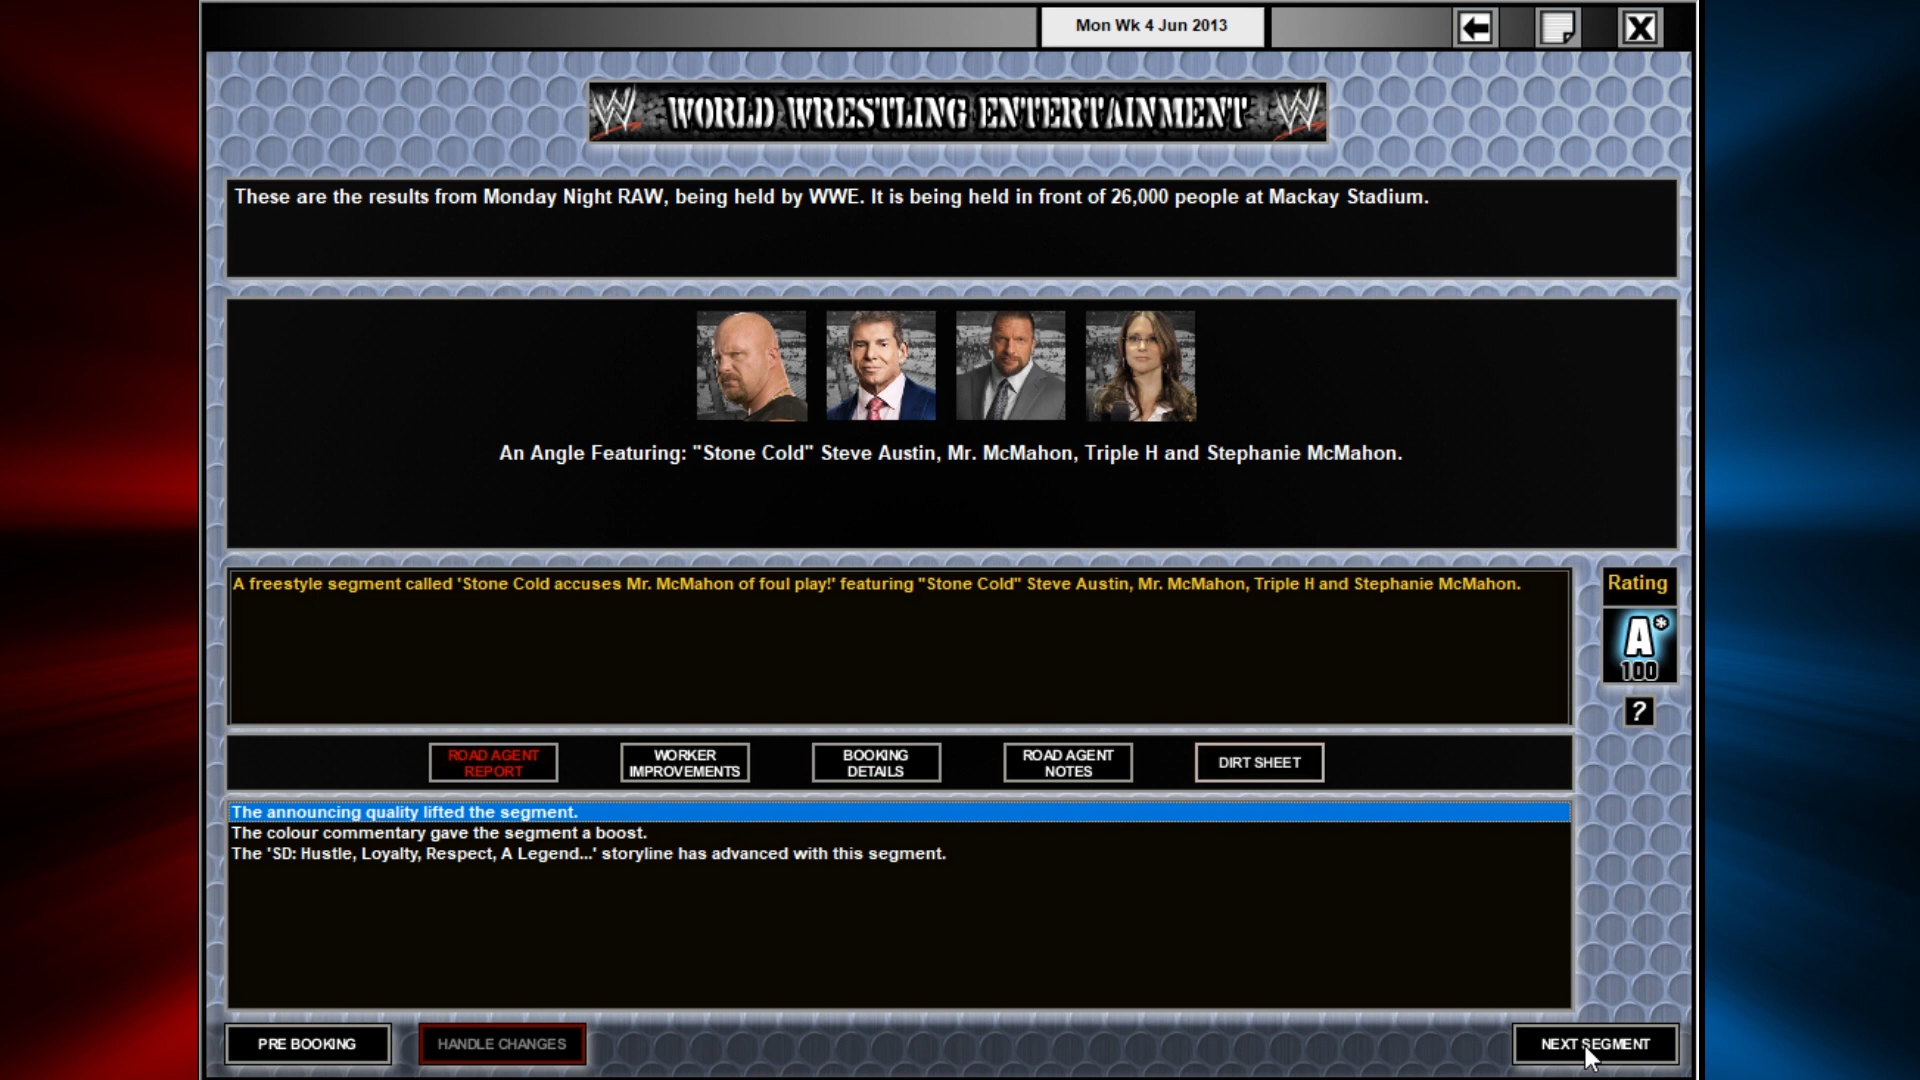 Mon Wk 4 Jun 2013
X
WORLD WRESTLING ENTERTAINMENT
These are the results from Monday Night RAW, being held by WWE. It is being held in front of 26,000 people at Mackay Stadium.
An Angle Featuring: "Stone Cold" Steve Austin, Mr. McMahon, Triple H and Stephanie McMahon.
A freestyle segment called 'Stone Cold accuses Mr. McMahon of foul play!' featuring "Stone Cold" Steve Austin, Mr. McMahon, Triple H and Stephanie McMahon.
Rating
A*
100
?
ROAD AGENT REPORT
WORKER IMPROVEMENTS
BOOKING DETAILS
ROAD AGENT NOTES
DIRT SHEET
The announcing quality lifted the segment.
The colour commentary gave the segment a boost.
The 'SD: Hustle, Loyalty, Respect, A Legend...' storyline has advanced with this segment.
PRE BOOKING
HANDLE CHANGES
NEXT SEGMENT